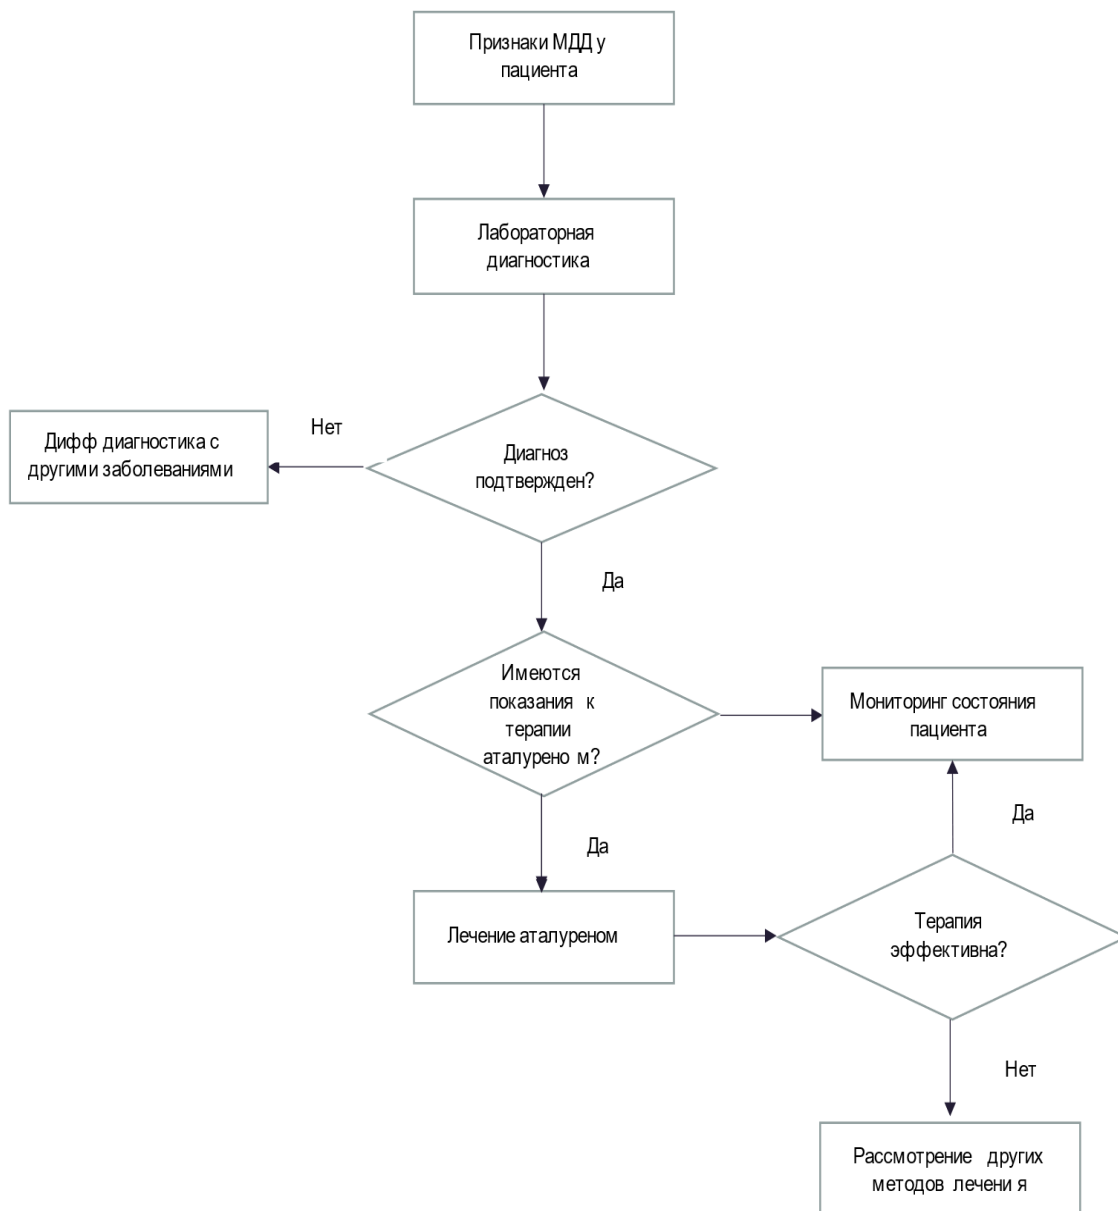 Признаки МДД у
пациента
Лабораторная
диагностика
Нет
Дифф диагностика с
другими заболеваниями
Диагноз
подтвержден?
Да
Имеются
показания к
терапии
аталурено м?
Мониторинг состояния
пациента
Да
Да
Лечение аталуреном
Терапия
эффективна?
Нет
Рассмотрение других
методов лечени я